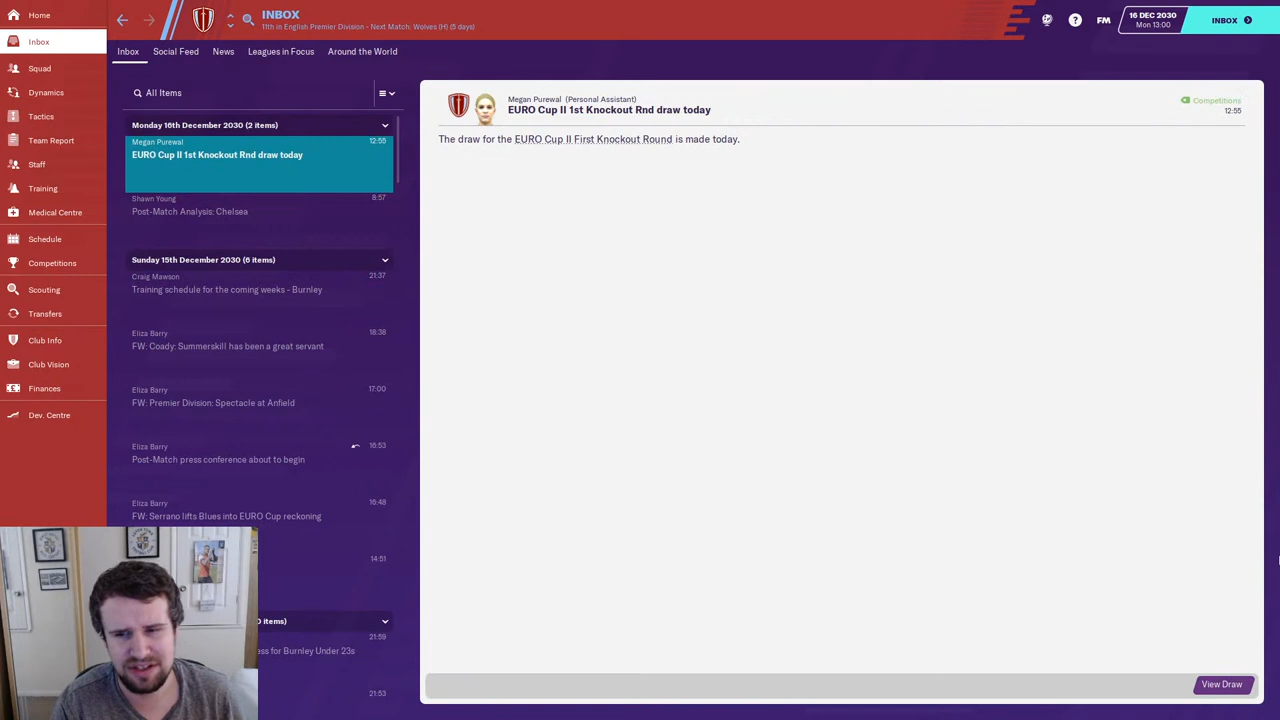 Home
Inbox
Squad
Dynamics
Tactics
Team Report
Staff
Training
Medical Centre
Schedule
Competitions
Scouting
Transfers
Club Info
Club Vision
Finances
Dev. Centre
INBOX
11th in English Premier Division - Next Match: Wolves (H) (5 days)
FM
16 DEC 2030
Mon 13:00
INBOX
Inbox Social Feed News Leagues in Focus Around the World
All Items
Monday 16th December 2030 (2 items)
Megan Purewal 12:55
EURO Cup II 1st Knockout Rnd draw today
Shawn Young 8:57
Post-Match Analysis: Chelsea
Sunday 15th December 2030 (6 items)
Craig Mawson 21:37
Training schedule for the coming weeks - Burnley
Eliza Barry 18:38
FW: Coady: Summerskill has been a great servant
Eliza Barry 17:00
FW: Premier Division: Spectacle at Anfield
Eliza Barry 16:53
Post-Match press conference about to begin
Eliza Barry 16:48
FW: Serrano lifts Blues into EURO Cup reckoning
14:51
0 items)
21:59
ess for Burnley Under 23s
21:53
Megan Purewal (Personal Assistant)
EURO Cup II 1st Knockout Rnd draw today
Competitions
12:55
The draw for the EURO Cup II First Knockout Round is made today.
View Draw